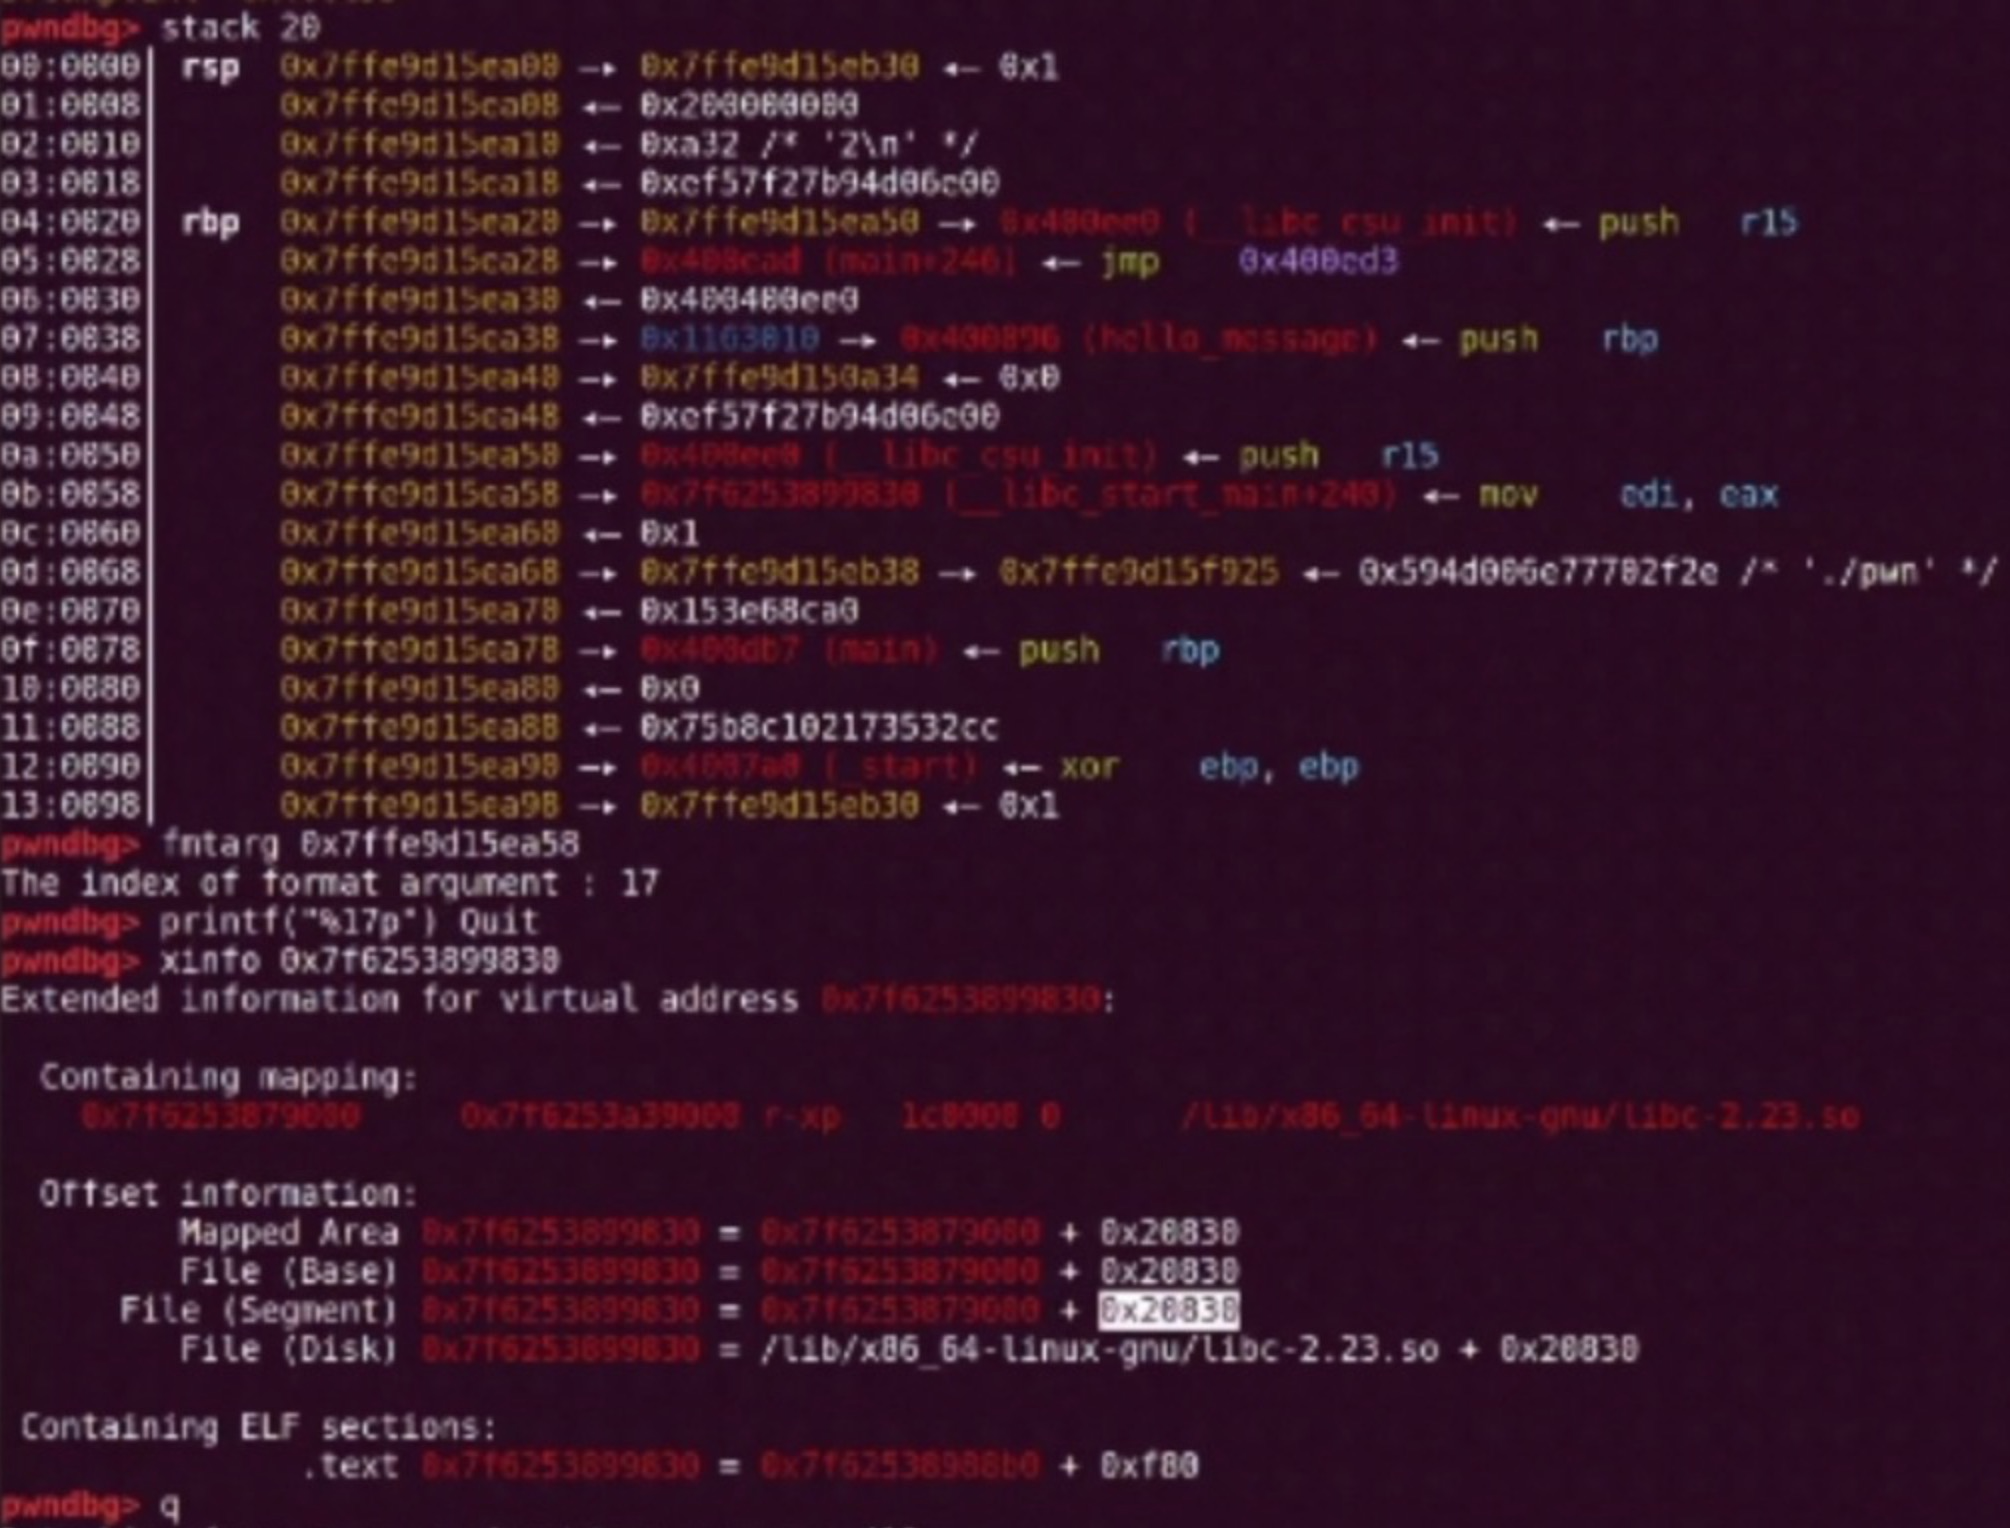 pwndbg> stack 20
00:0000│ rsp 0x7ffe9d15ea00 —▸ 0x7ffe9d15eb30 ◂— 0x1
01:0008│ 0x7ffe9d15ea08 ◂— 0x200000000
02:0010│ 0x7ffe9d15ea10 ◂— 0xa32 /* '2\n' */
03:0018│ 0x7ffe9d15ea18 ◂— 0xef57f27b94d06e00
04:0020│ rbp 0x7ffe9d15ea20 —▸ 0x7ffe9d15ea50 —▸ 0x400ee0 (__libc_csu_init) ◂— push r15
05:0028│ 0x7ffe9d15ea28 —▸ 0x400ead (main+246) ◂— jmp 0x400ed3
06:0030│ 0x7ffe9d15ea30 ◂— 0x400400ee0
07:0038│ 0x7ffe9d15ea38 —▸ 0x1163010 —▸ 0x400896 (hello_message) ◂— push rbp
08:0040│ 0x7ffe9d15ea40 —▸ 0x7ffe9d150a34 ◂— 0x0
09:0048│ 0x7ffe9d15ea48 ◂— 0xef57f27b94d06e00
0a:0050│ 0x7ffe9d15ea50 —▸ 0x400ee0 (__libc_csu_init) ◂— push r15
0b:0058│ 0x7ffe9d15ea58 —▸ 0x7f6253899830 (__libc_start_main+240) ◂— mov edi, eax
0c:0060│ 0x7ffe9d15ea60 ◂— 0x1
0d:0068│ 0x7ffe9d15ea68 —▸ 0x7ffe9d15eb38 —▸ 0x7ffe9d15f925 ◂— 0x594d006e77702f2e /* './pwn' */
0e:0070│ 0x7ffe9d15ea70 ◂— 0x153e68ca0
0f:0078│ 0x7ffe9d15ea78 —▸ 0x400db7 (main) ◂— push rbp
10:0080│ 0x7ffe9d15ea80 ◂— 0x0
11:0088│ 0x7ffe9d15ea88 ◂— 0x75b8c102173532cc
12:0090│ 0x7ffe9d15ea90 —▸ 0x4007a0 (_start) ◂— xor ebp, ebp
13:0098│ 0x7ffe9d15ea98 —▸ 0x7ffe9d15eb30 ◂— 0x1
pwndbg> fmtarg 0x7ffe9d15ea58
The index of format argument : 17
pwndbg> printf("%17p") Quit
pwndbg> xinfo 0x7f6253899830
Extended information for virtual address 0x7f6253899830:
Containing mapping:
0x7f6253879000 0x7f6253a39000 r-xp 1c0000 0 /lib/x86_64-linux-gnu/libc-2.23.so
Offset information:
Mapped Area 0x7f6253899830 = 0x7f6253879000 + 0x20830
File (Base) 0x7f6253899830 = 0x7f6253879000 + 0x20830
File (Segment) 0x7f6253899830 = 0x7f6253879000 + 0x20830
File (Disk) 0x7f6253899830 = /lib/x86_64-linux-gnu/libc-2.23.so + 0x20830
Containing ELF sections:
.text 0x7f6253899830 = 0x7f62538988b0 + 0xf80
pwndbg> q